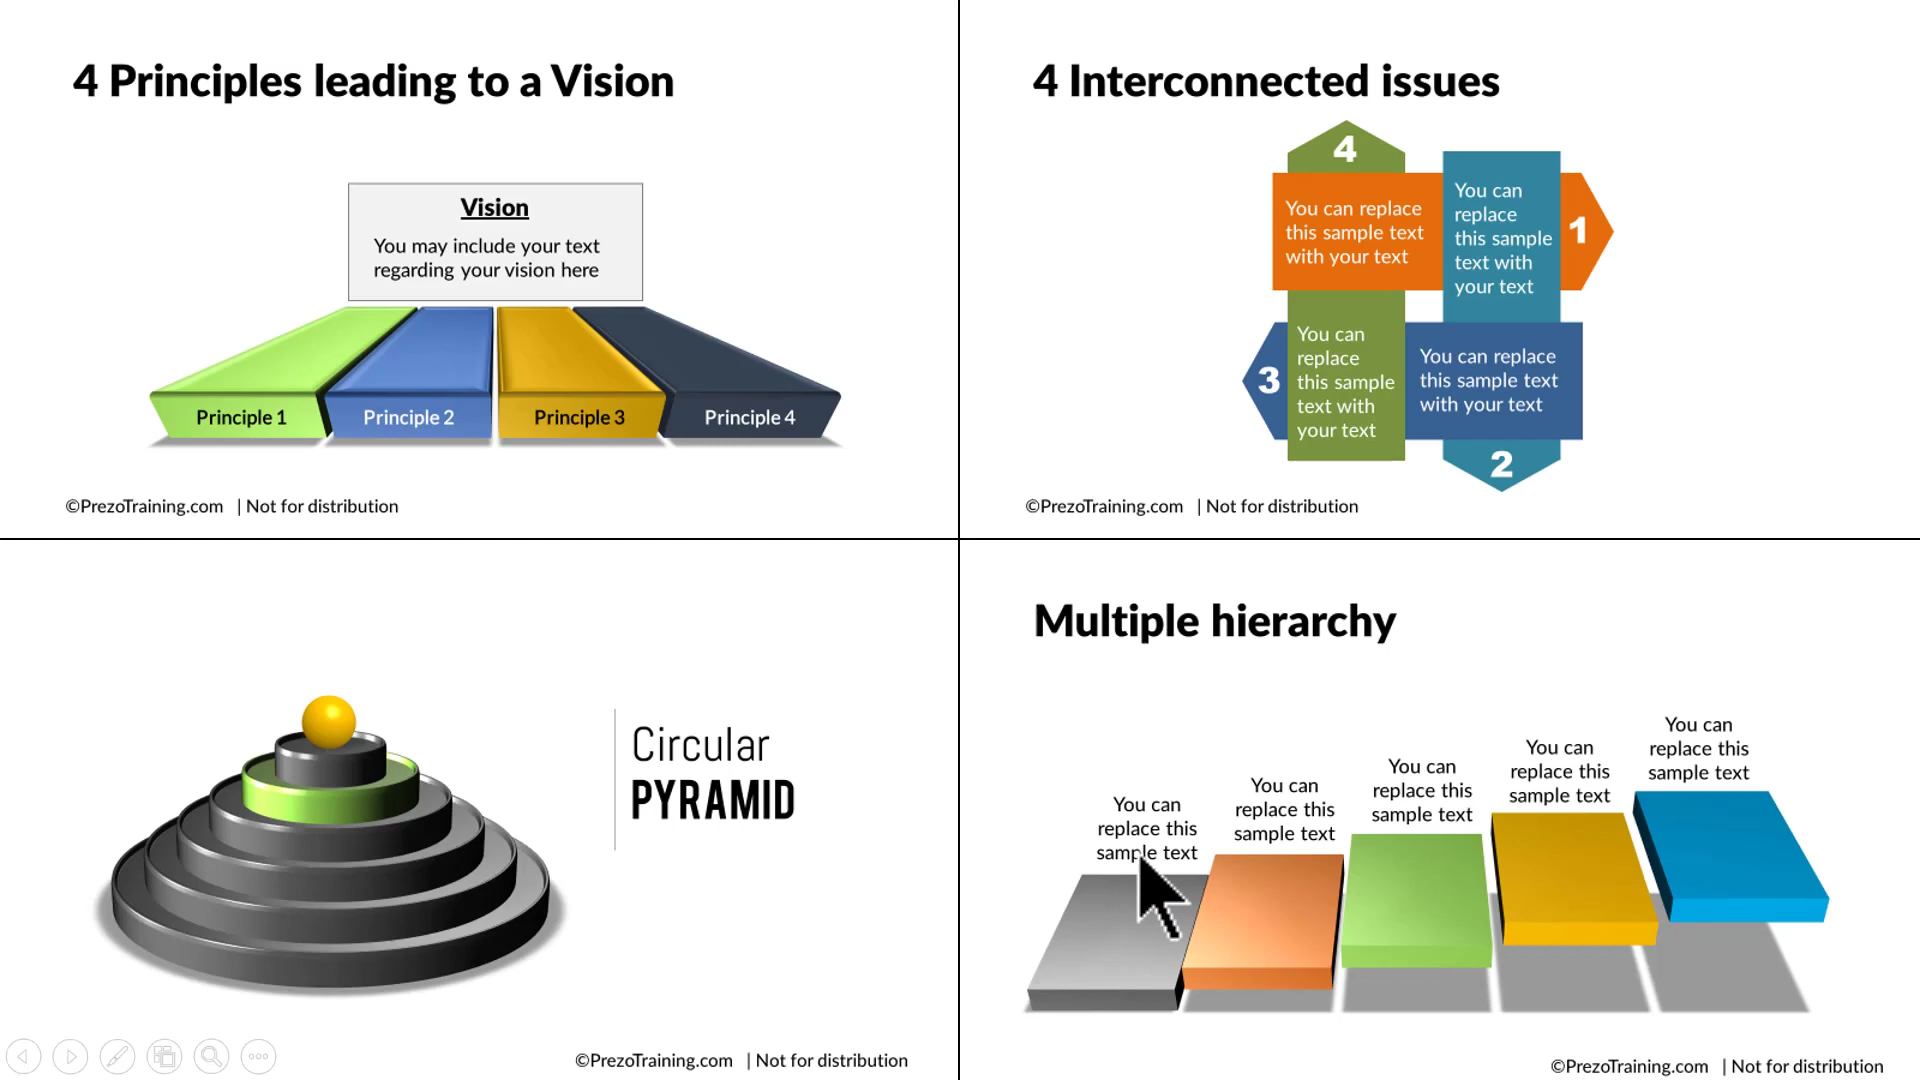 4 Principles leading to a Vision
Vision
You may include your text
regarding your vision here
Principle 1
Principle 2
Principle 3
Principle 4
©PrezoTraining.com | Not for distribution
4 Interconnected issues
4
You can replace
this sample text
with your text
You can
replace
this sample
text with
your text
1
3
You can
replace
this sample
text with
your text
You can replace
this sample text
with your text
2
©PrezoTraining.com | Not for distribution
Circular
PYRAMID
©PrezoTraining.com | Not for distribution
Multiple hierarchy
You can
replace this
sample text
You can
replace this
sample text
You can
replace this
sample text
You can
replace this
sample text
You can
replace this
sample text
©PrezoTraining.com | Not for distribution